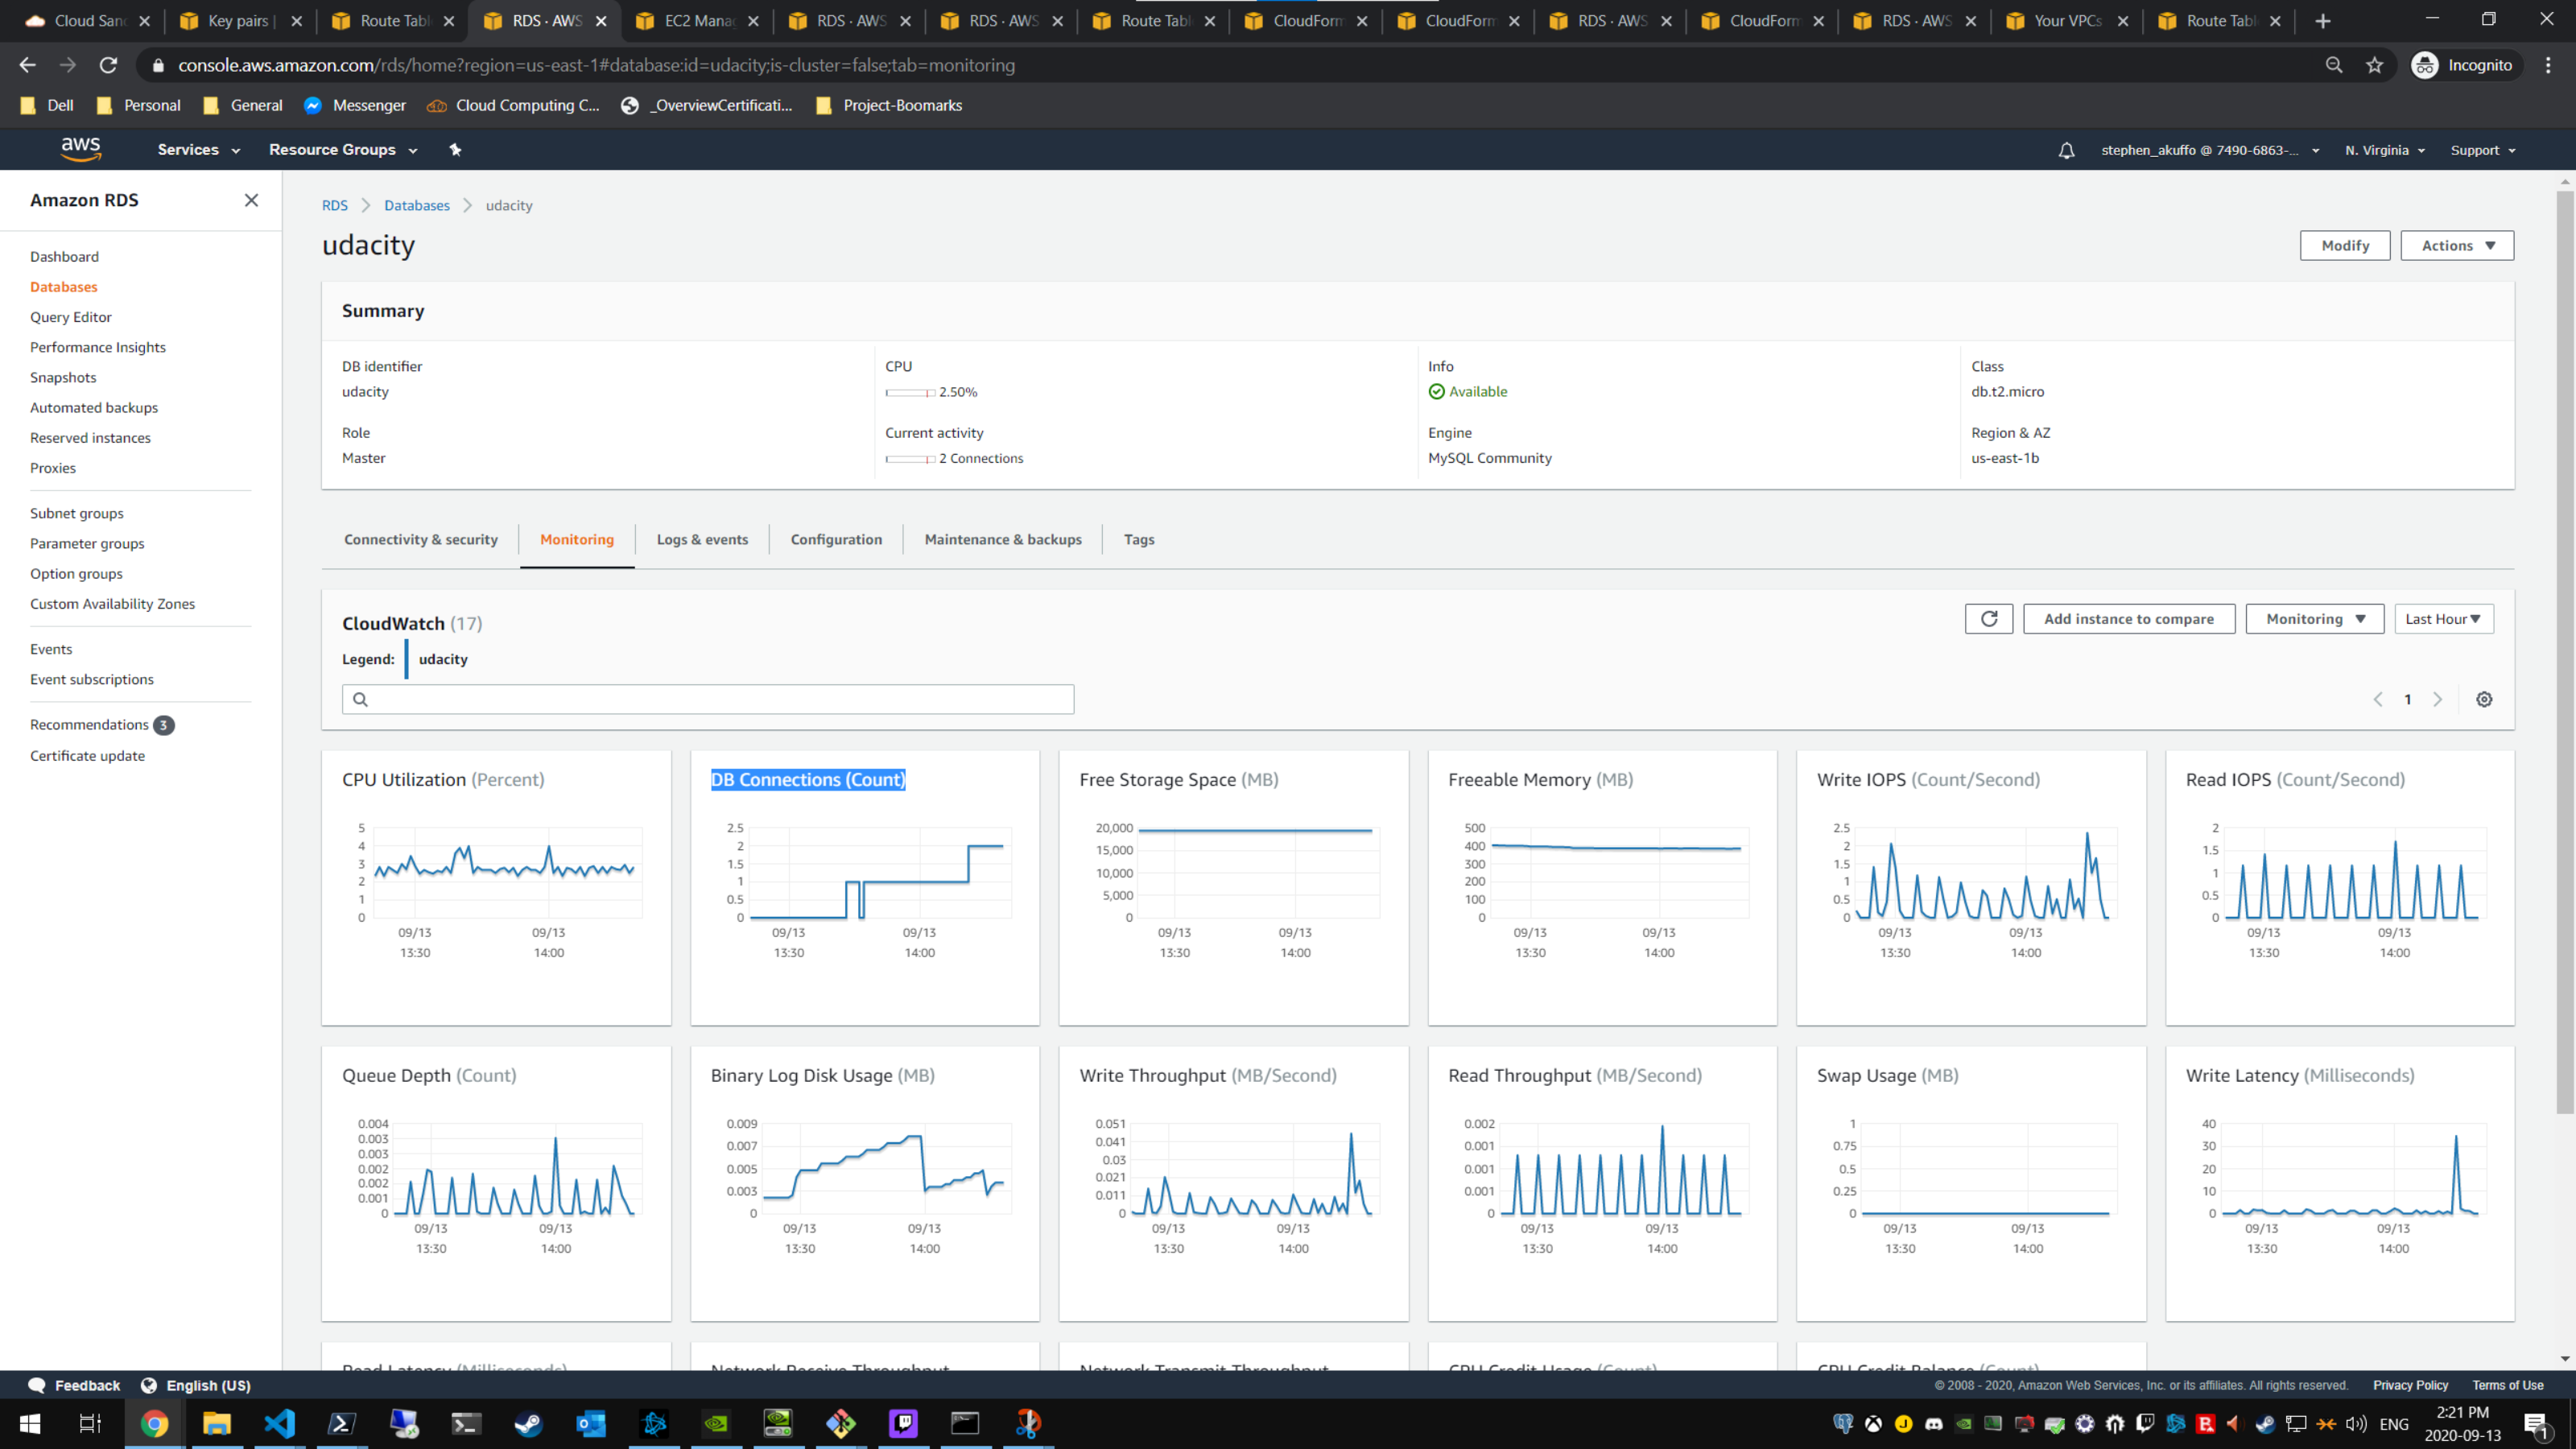 Cloud San
Key pairs |
Route Tabl
RDS · AWS
EC2 Manag
RDS · AWS
RDS · AWS
Route Tabl
CloudForm
CloudForm
RDS · AWS
CloudForm
RDS · AWS
Your VPCs
Route Tabl
console.aws.amazon.com/rds/home?region=us-east-1#database:id=udacity;is-cluster=false;tab=monitoring
Incognito
Dell
Personal
General
Messenger
Cloud Computing C...
_OverviewCertificati...
Project-Boomarks
aws
Services
Resource Groups
stephen_akuffo @ 7490-6863-...
N. Virginia
Support
Amazon RDS
Dashboard
Databases
Query Editor
Performance Insights
Snapshots
Automated backups
Reserved instances
Proxies
Subnet groups
Parameter groups
Option groups
Custom Availability Zones
Events
Event subscriptions
Recommendations 3
Certificate update
RDS > Databases > udacity
udacity
Modify
Actions
Summary
DB identifier
udacity
CPU
2.50%
Info
Available
Class
db.t2.micro
Role
Master
Current activity
2 Connections
Engine
MySQL Community
Region & AZ
us-east-1b
Connectivity & security
Monitoring
Logs & events
Configuration
Maintenance & backups
Tags
CloudWatch (17)
Add instance to compare
Monitoring
Last Hour
Legend:
udacity
1
CPU Utilization (Percent)
5
4
3
2
1
0
09/13
13:30
09/13
14:00
DB Connections (Count)
2.5
2
1.5
1
0.5
0
09/13
13:30
09/13
14:00
Free Storage Space (MB)
20,000
15,000
10,000
5,000
0
09/13
13:30
09/13
14:00
Freeable Memory (MB)
500
400
300
200
100
0
09/13
13:30
09/13
14:00
Write IOPS (Count/Second)
2.5
2
1.5
1
0.5
0
09/13
13:30
09/13
14:00
Read IOPS (Count/Second)
2
1.5
1
0.5
0
09/13
13:30
09/13
14:00
Queue Depth (Count)
0.004
0.003
0.003
0.002
0.002
0.001
0
09/13
13:30
09/13
14:00
Binary Log Disk Usage (MB)
0.009
0.007
0.005
0.003
0
09/13
13:30
09/13
14:00
Write Throughput (MB/Second)
0.051
0.041
0.03
0.021
0.011
0
09/13
13:30
09/13
14:00
Read Throughput (MB/Second)
0.002
0.001
0.001
0.001
0
09/13
13:30
09/13
14:00
Swap Usage (MB)
1
0.75
0.5
0.25
0
09/13
13:30
09/13
14:00
Write Latency (Milliseconds)
40
30
20
10
0
09/13
13:30
09/13
14:00
Read Latency (Milliseconds)
Network Receive Throughput
Network Transmit Throughput
CPU Credit Usage (Count)
CPU Credit Balance (Count)
Feedback
English (US)
© 2008 - 2020, Amazon Web Services, Inc. or its affiliates. All rights reserved.
Privacy Policy
Terms of Use
ENG
2:21 PM
2020-09-13
1